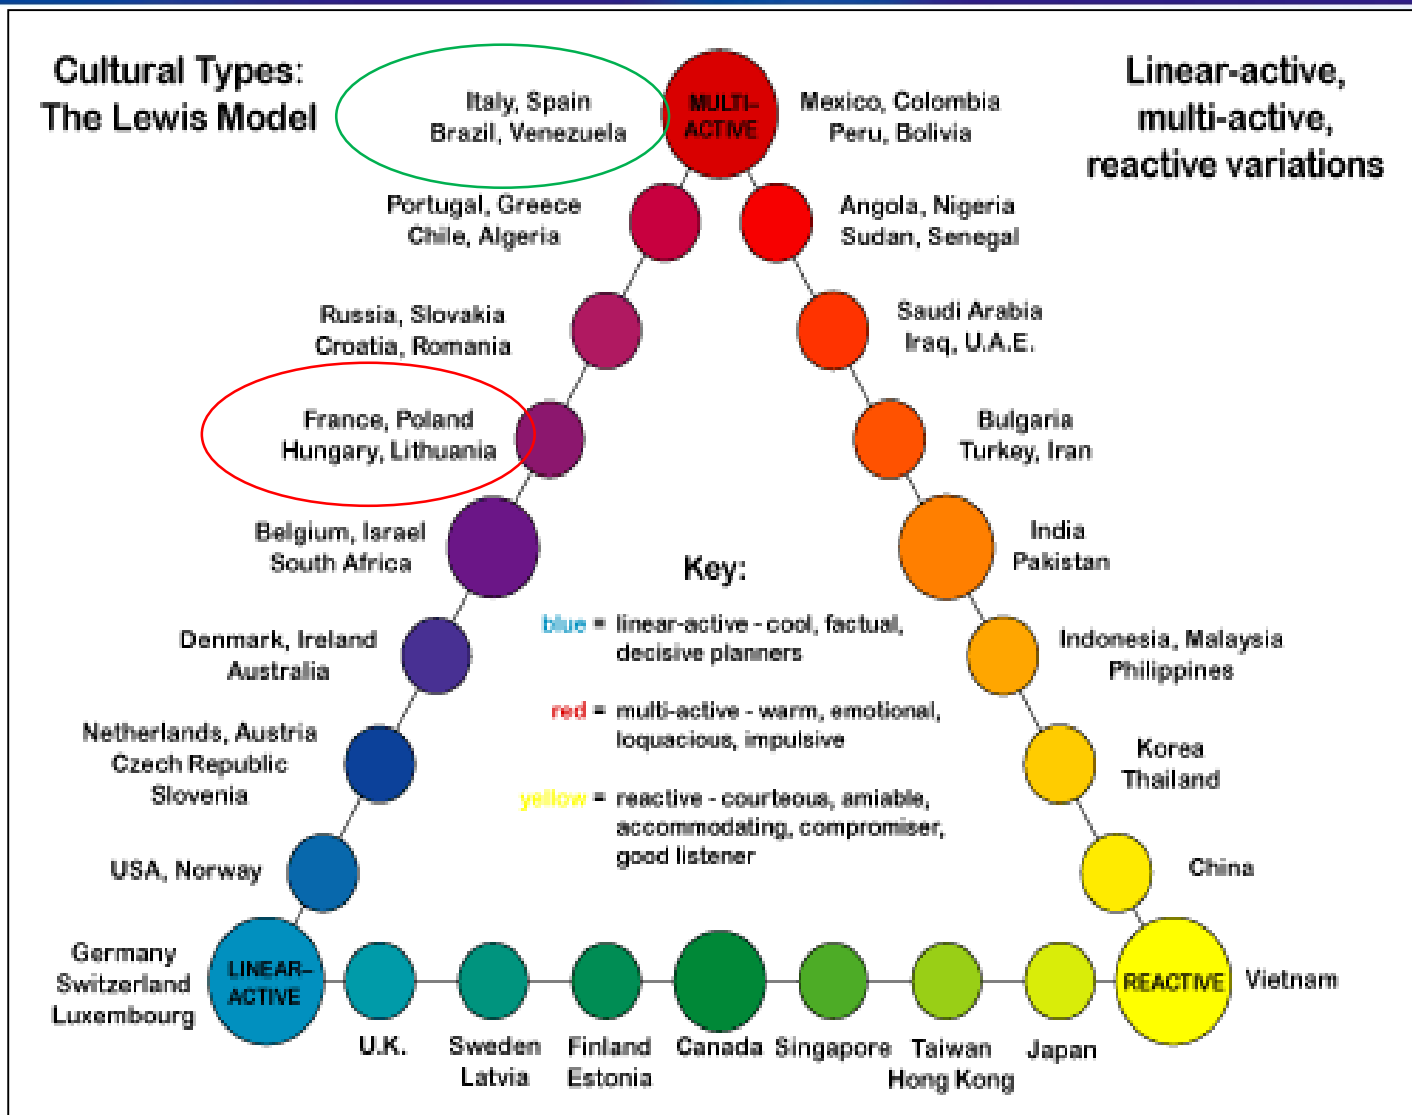 Cultural Types:
The Lewis Model
Linear-active,
multi-active,
reactive variations
MULTI-
ACTIVE
Italy, Spain
Brazil, Venezuela
Mexico, Colombia
Peru, Bolivia
Portugal, Greece
Chile, Algeria
Angola, Nigeria
Sudan, Senegal
Russia, Slovakia
Croatia, Romania
Saudi Arabia
Iraq, U.A.E.
France, Poland
Hungary, Lithuania
Bulgaria
Turkey, Iran
Belgium, Israel
South Africa
India
Pakistan
Key:
blue = linear-active - cool, factual,
decisive planners
red = multi-active - warm, emotional,
loquacious, impulsive
yellow = reactive - courteous, amiable,
accommodating, compromiser,
good listener
Denmark, Ireland
Australia
Indonesia, Malaysia
Philippines
Netherlands, Austria
Czech Republic
Slovenia
Korea
Thailand
USA, Norway
China
Germany
Switzerland
Luxembourg
LINEAR-
ACTIVE
REACTIVE
Vietnam
U.K.
Sweden
Latvia
Finland
Estonia
Canada
Singapore
Taiwan
Hong Kong
Japan